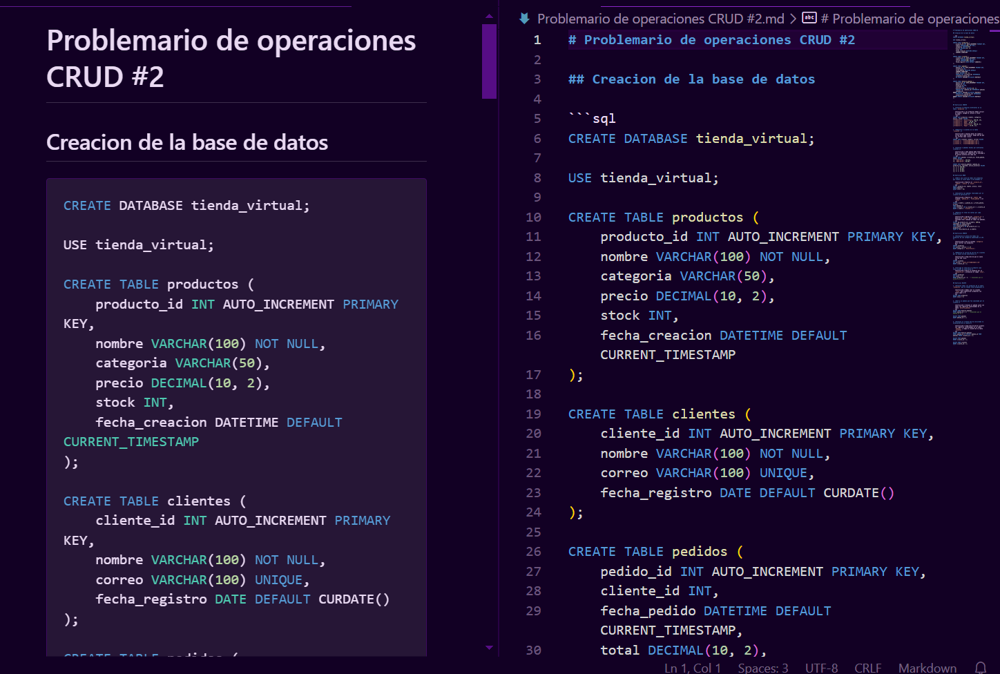 Problemario de operaciones
CRUD #2
Creacion de la base de datos
CREATE DATABASE tienda_virtual;
USE tienda_virtual;
CREATE TABLE productos (
producto_id INT AUTO_INCREMENT PRIMARY
KEY,
nombre VARCHAR(100) NOT NULL,
categoria VARCHAR(50),
precio DECIMAL(10, 2),
stock INT,
fecha_creacion DATETIME DEFAULT
CURRENT_TIMESTAMP
);
CREATE TABLE clientes (
cliente_id INT AUTO_INCREMENT PRIMARY
KEY,
nombre VARCHAR(100) NOT NULL,
correo VARCHAR(100) UNIQUE,
fecha_registro DATE DEFAULT CURDATE()
);
CREATE TABLE pedidos (
Problemario de operaciones CRUD #2.md > abc # Problemario de operaciones
1 # Problemario de operaciones CRUD #2
2
3 ## Creacion de la base de datos
4
5 ```sql
6 CREATE DATABASE tienda_virtual;
7
8 USE tienda_virtual;
9
10 CREATE TABLE productos (
11 producto_id INT AUTO_INCREMENT PRIMARY KEY,
12 nombre VARCHAR(100) NOT NULL,
13 categoria VARCHAR(50),
14 precio DECIMAL(10, 2),
15 stock INT,
16 fecha_creacion DATETIME DEFAULT
CURRENT_TIMESTAMP
17 );
18
19 CREATE TABLE clientes (
20 cliente_id INT AUTO_INCREMENT PRIMARY KEY,
21 nombre VARCHAR(100) NOT NULL,
22 correo VARCHAR(100) UNIQUE,
23 fecha_registro DATE DEFAULT CURDATE()
24 );
25
26 CREATE TABLE pedidos (
27 pedido_id INT AUTO_INCREMENT PRIMARY KEY,
28 cliente_id INT,
29 fecha_pedido DATETIME DEFAULT
CURRENT_TIMESTAMP,
30 total DECIMAL(10, 2),
Ln 1, Col 1 Spaces: 3 UTF-8 CRLF Markdown